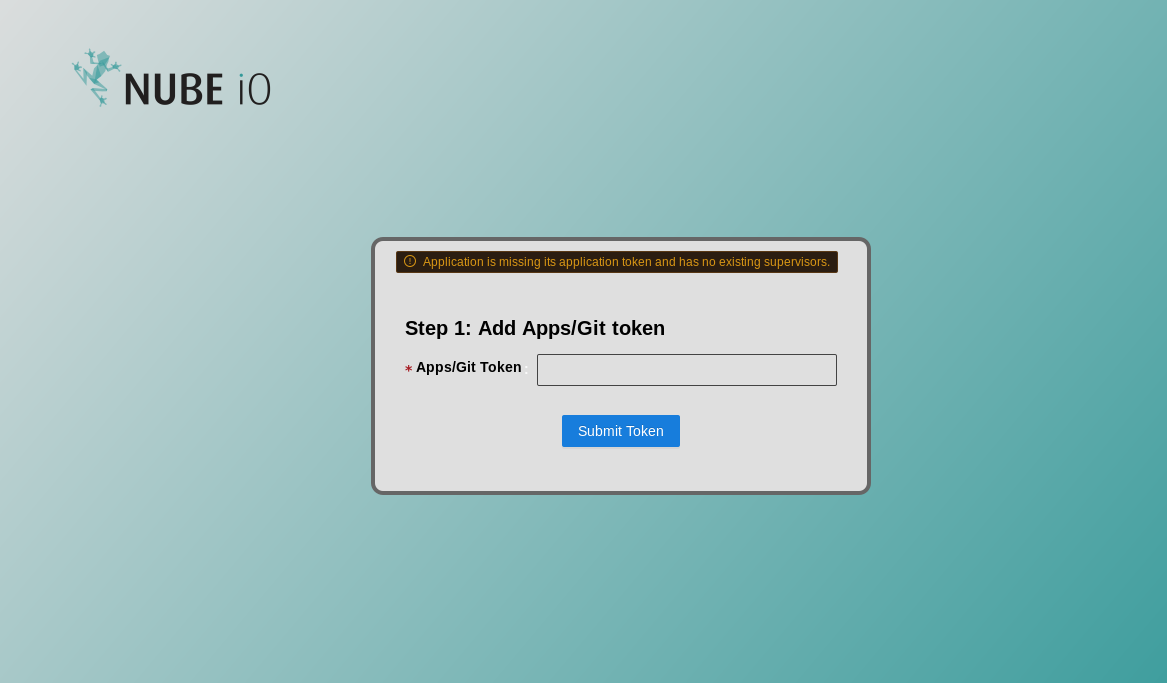 NUBE iO
Application is missing its application token and has no existing supervisors.
Step 1: Add Apps/Git token
* Apps/Git Token :
Submit Token